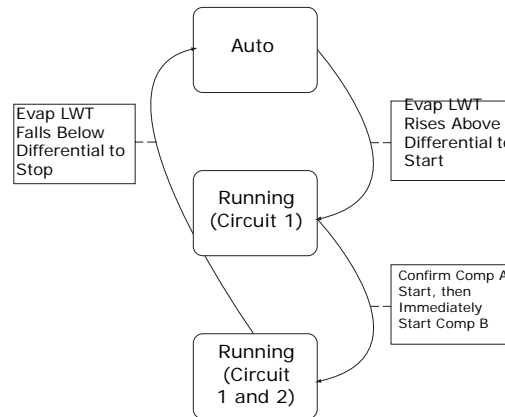 Auto
Evap LWT
Falls Below
Differential to
Stop
Evap LWT
Rises Above
Differential to
Start
Running
(Circuit 1)
Confirm Comp A
Start, then
Immediately
Start Comp B
Running
(Circuit
1 and 2)